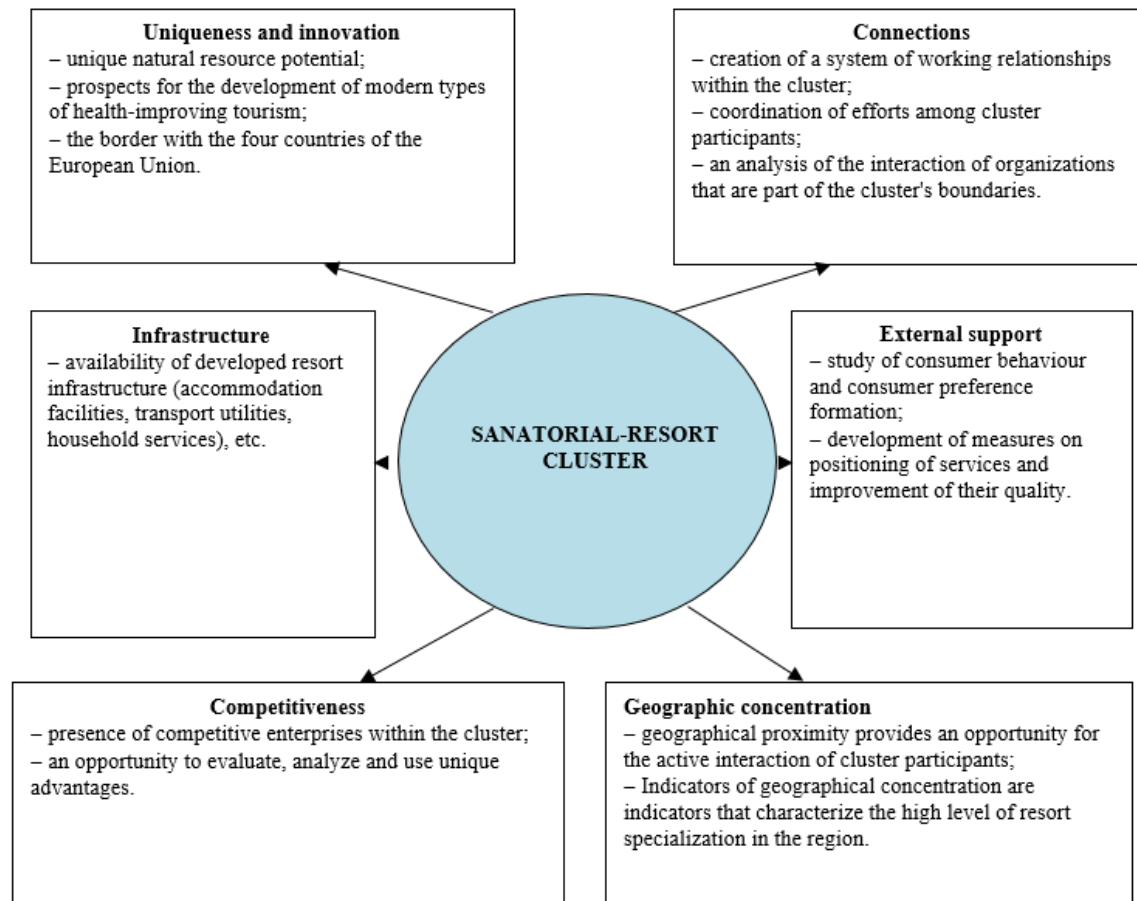 Uniqueness and innovation
– unique natural resource potential;
– prospects for the development of modern types
of health-improving tourism;
– the border with the four countries of the
European Union.
Connections
– creation of a system of working relationships
within the cluster;
– coordination of efforts among cluster
participants;
– an analysis of the interaction of organizations
that are part of the cluster's boundaries.
Infrastructure
– availability of developed resort
infrastructure (accommodation
facilities, transport utilities,
household services), etc.
SANATORIAL-RESORT
CLUSTER
External support
– study of consumer behaviour
and consumer preference
formation;
– development of measures on
positioning of services and
improvement of their quality.
Competitiveness
– presence of competitive enterprises within the cluster;
– an opportunity to evaluate, analyze and use unique
advantages.
Geographic concentration
– geographical proximity provides an opportunity for
the active interaction of cluster participants;
– Indicators of geographical concentration are
indicators that characterize the high level of resort
specialization in the region.